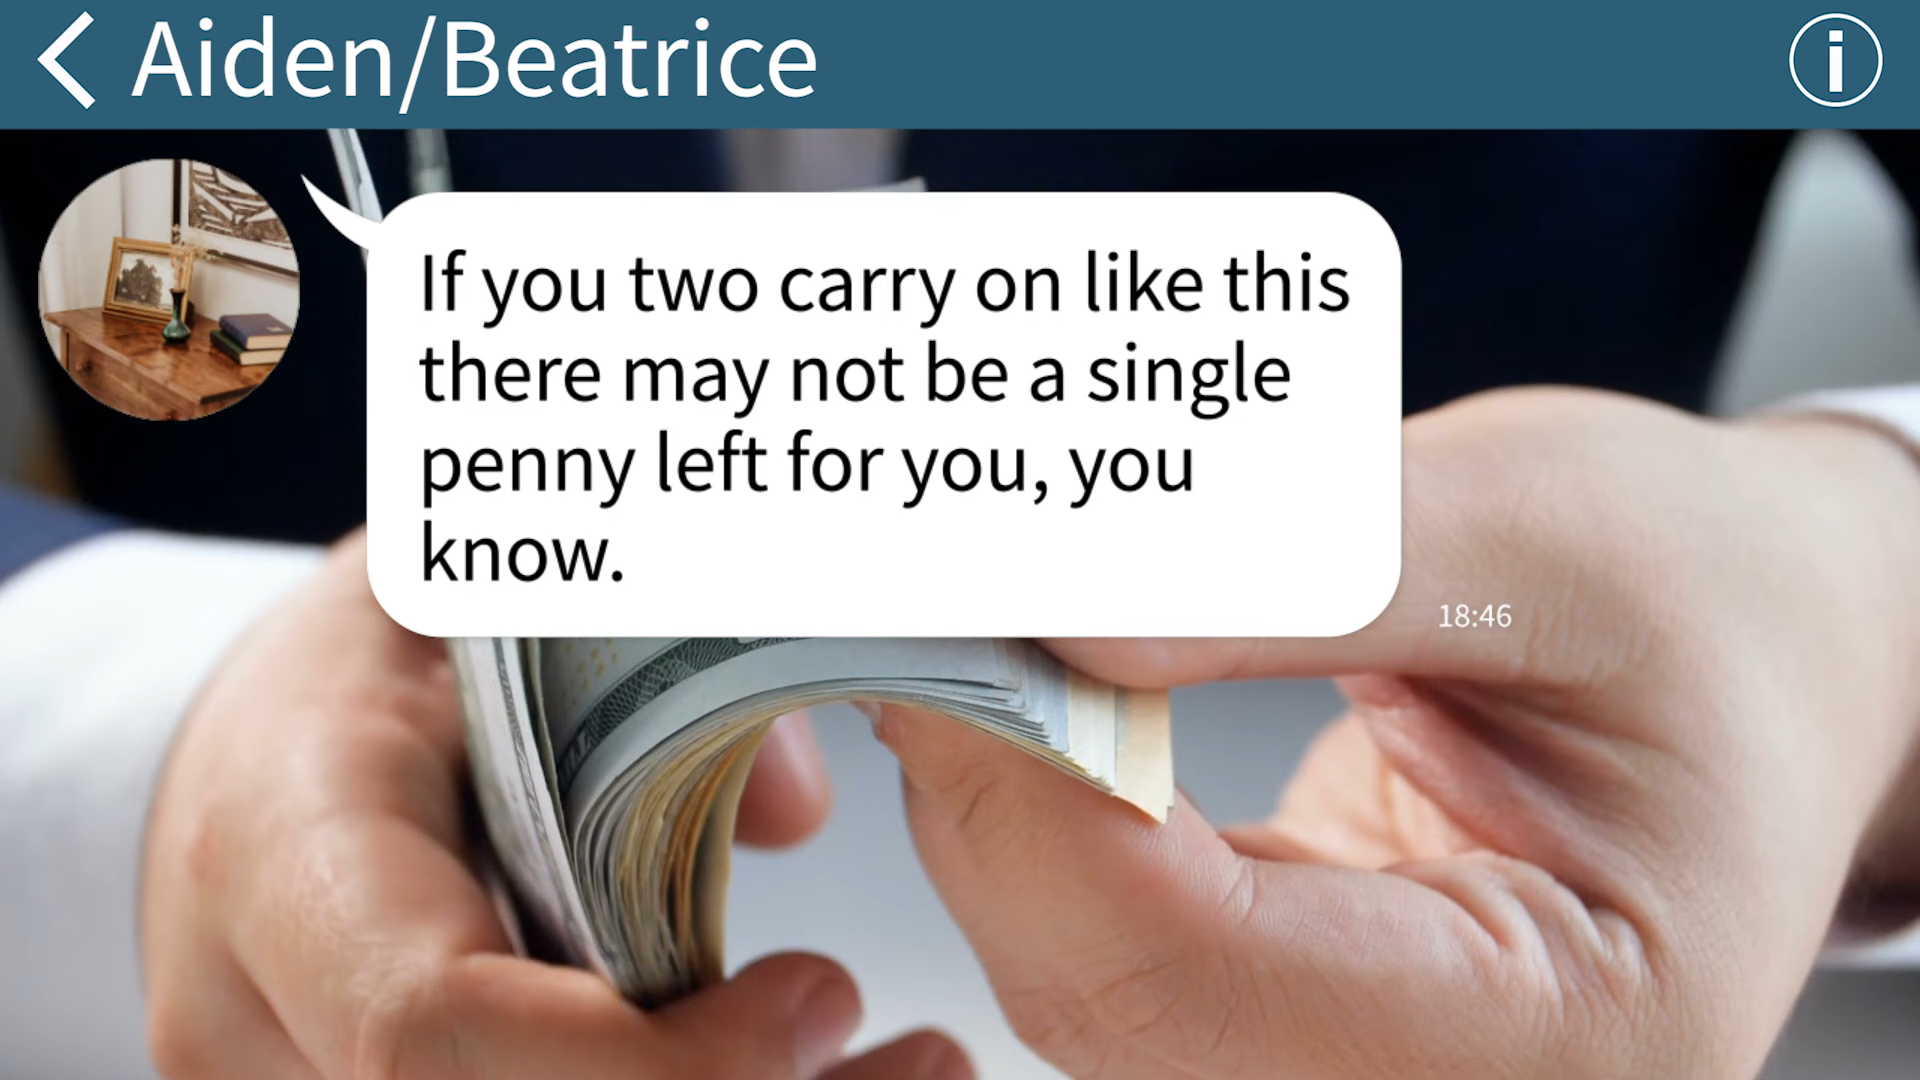 Aiden/Beatrice
If you two carry on like this
there may not be a single
penny left for you, you
know.
18:46